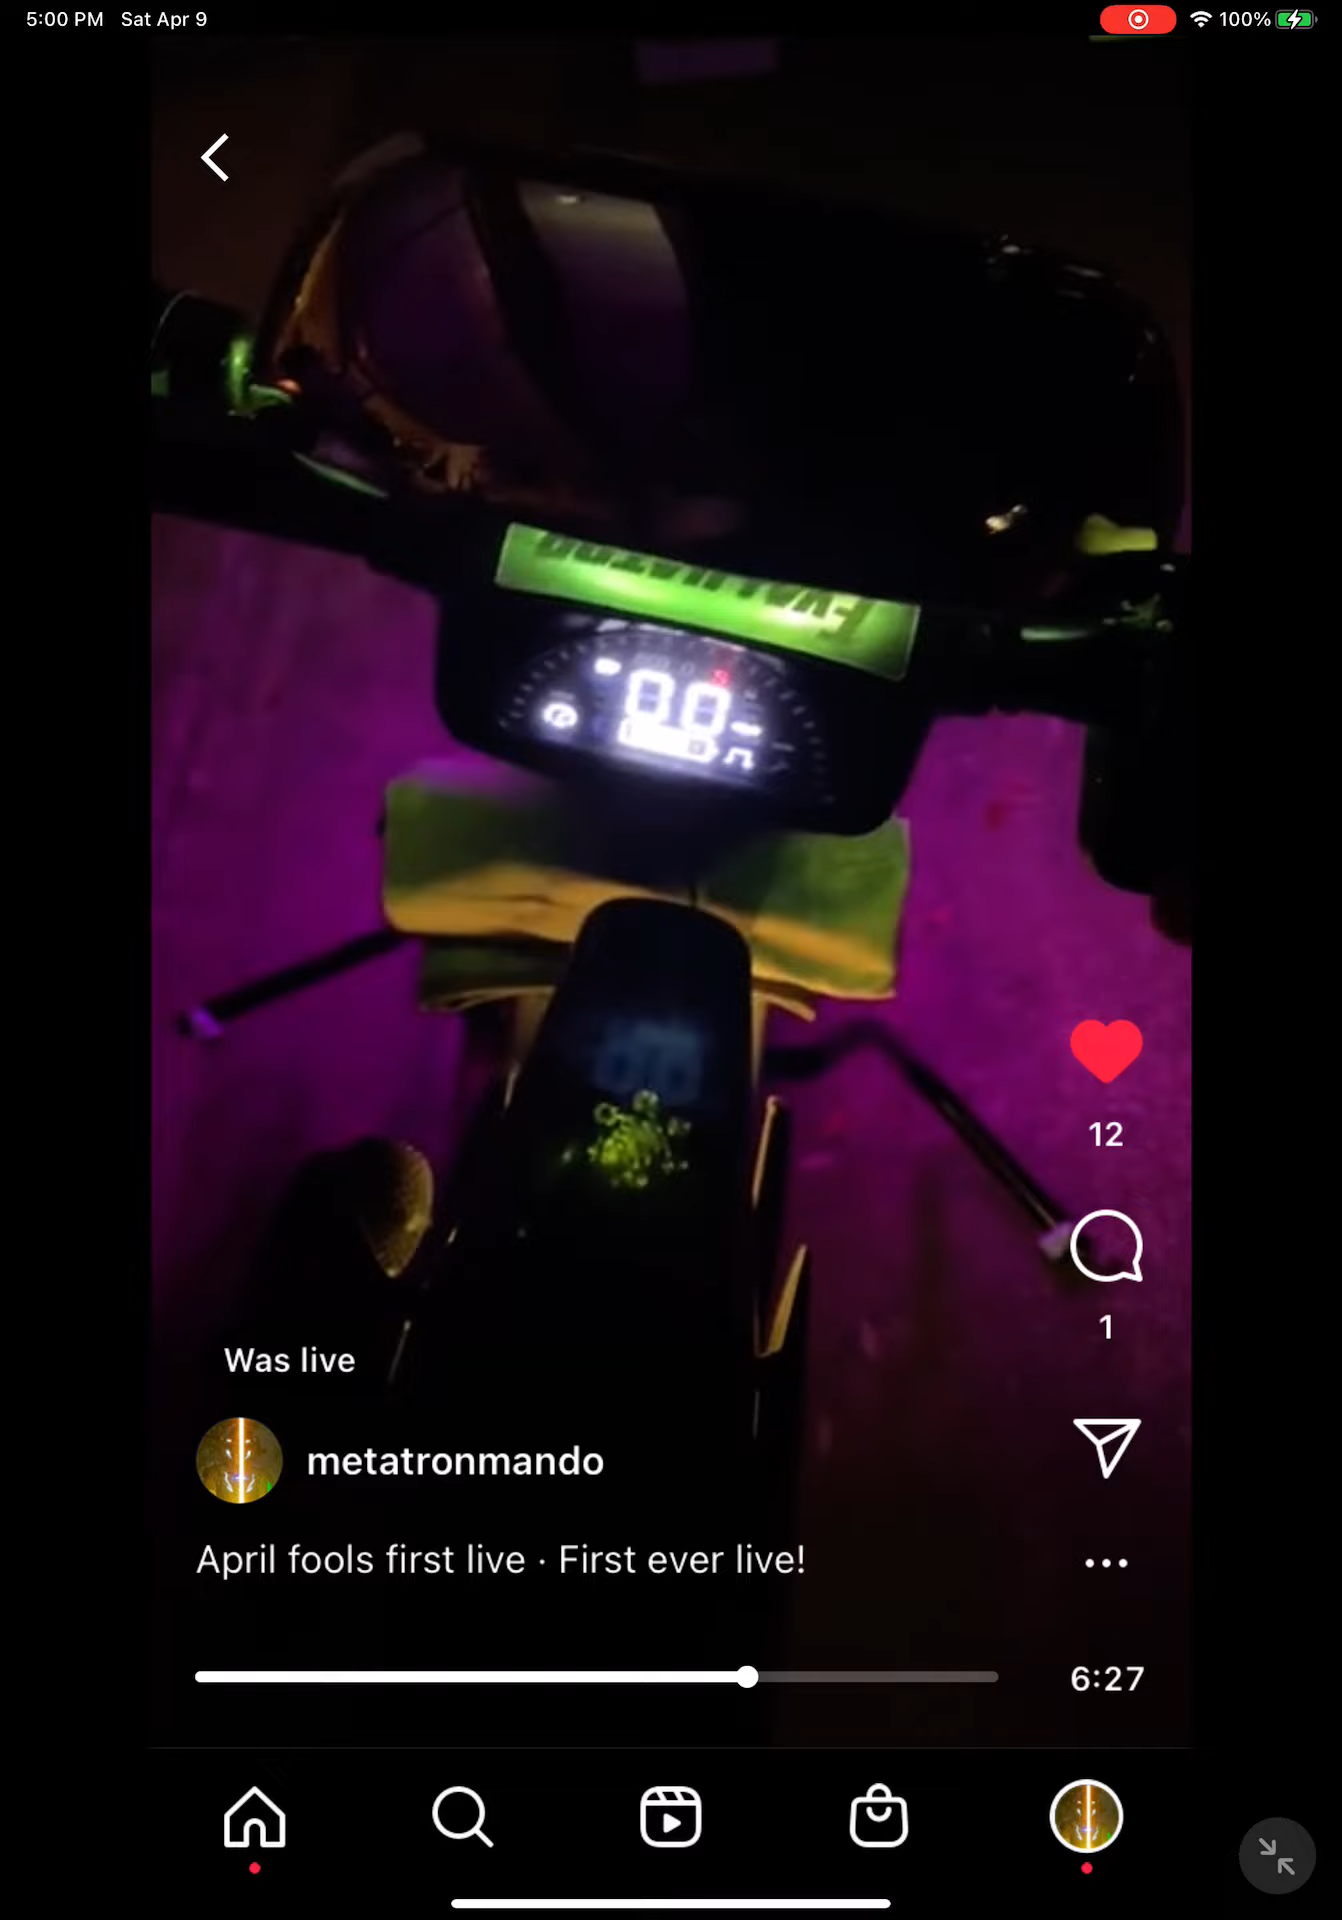 5:00 PM Sat Apr 9
100%
00
12
1
Was live
metatronmando
April fools first live · First ever live!
6:27